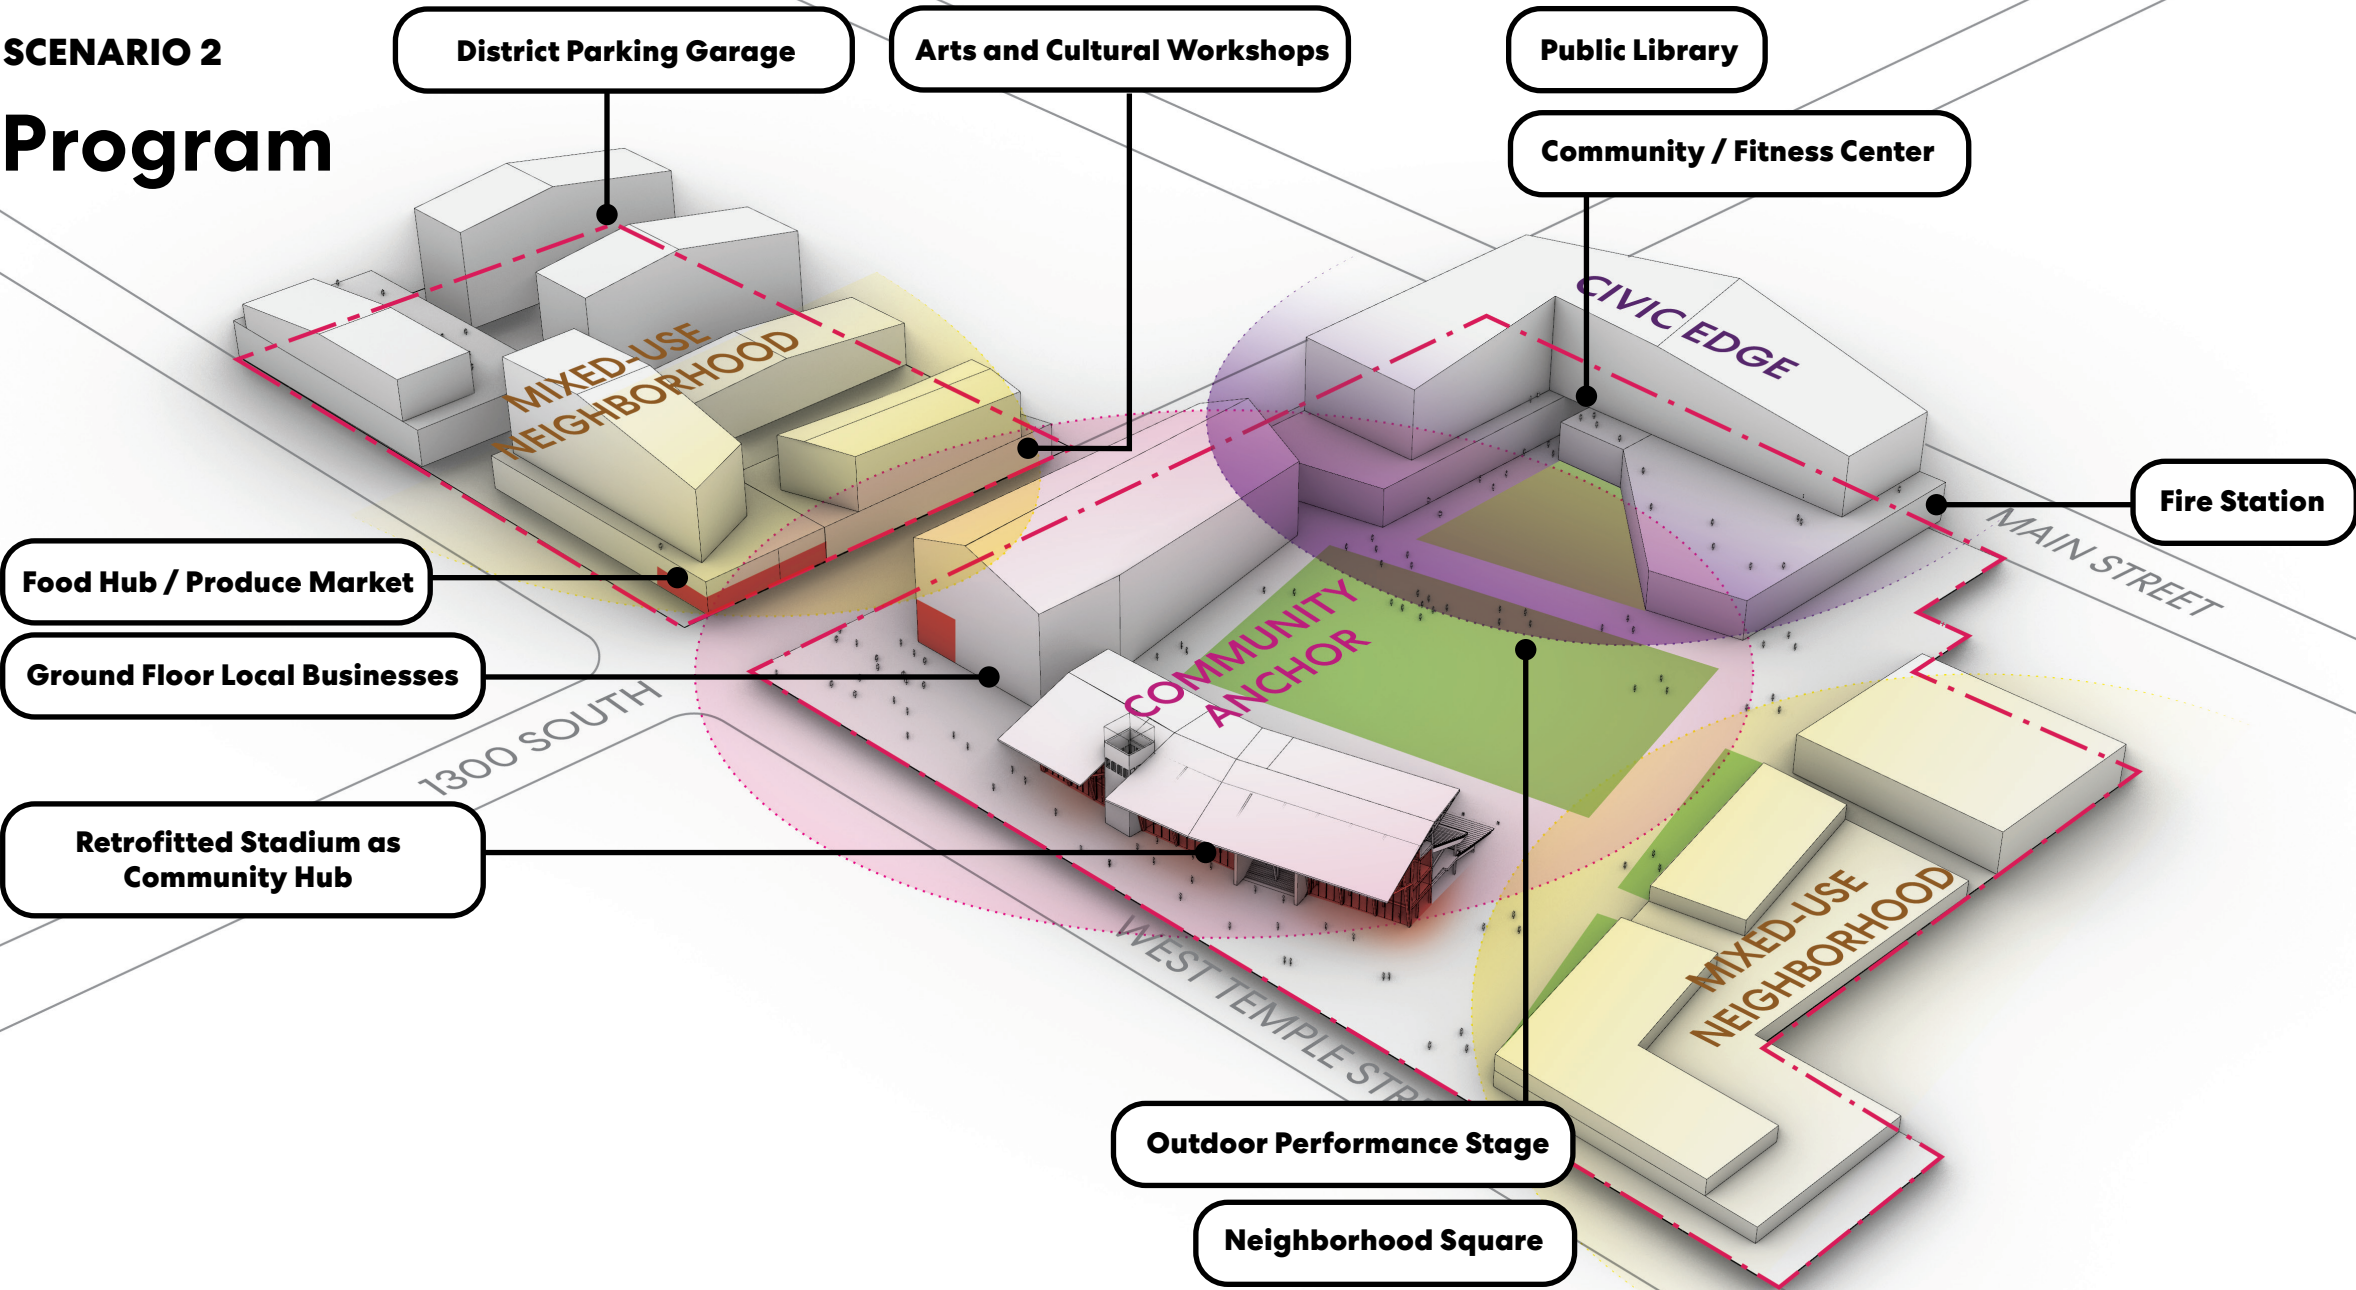 SCENARIO 2
Program
District Parking Garage
Arts and Cultural Workshops
Public Library
Community / Fitness Center
CIVIC EDGE
MIXED-USE
NEIGHBORHOOD
Fire Station
MAIN STREET
Food Hub / Produce Market
Ground Floor Local Businesses
COMMUNITY
ANCHOR
1300 SOUTH
Retrofitted Stadium as
Community Hub
MIXED-USE
NEIGHBORHOOD
WEST TEMPLE STR
Outdoor Performance Stage
Neighborhood Square